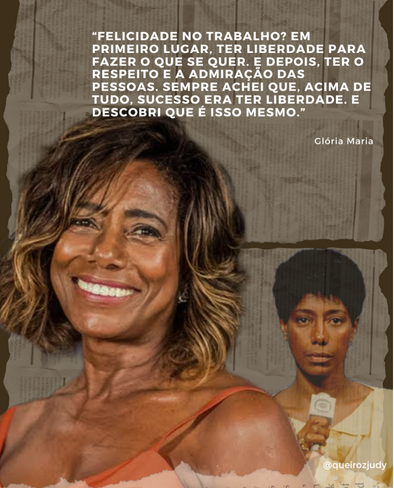 “FELICIDADE NO TRABALHO? EM
PRIMEIRO LUGAR, TER LIBERDADE PARA
FAZER O QUE SE QUER. E DEPOIS, TER O
RESPEITO E A ADMIRAÇÃO DAS
PESSOAS. SEMPRE ACHEI QUE, ACIMA DE
TUDO, SUCESSO ERA TER LIBERDADE. E
DESCOBRI QUE É ISSO MESMO.”
Glória Maria
@queirozjudy